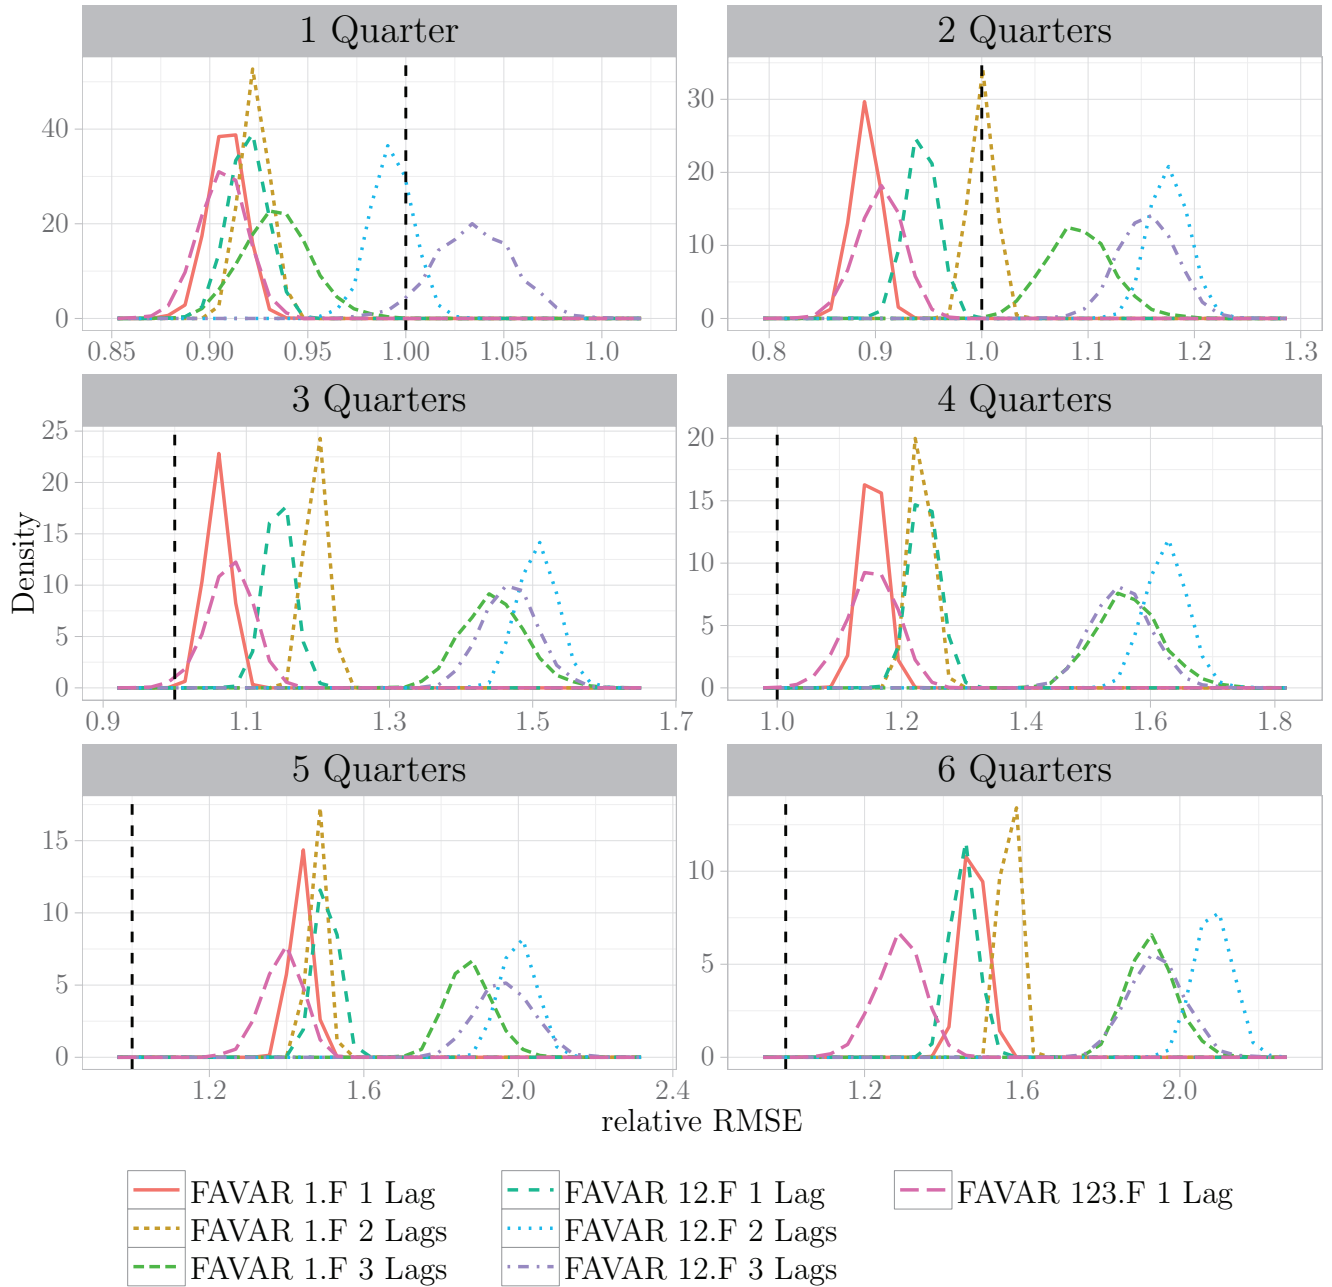 1 Quarter
2 Quarters
40
20
0
0.85 0.90 0.95 1.00 1.05 1.0
30
20
10
0
0.8 0.9 1.0 1.1 1.2 1.3
3 Quarters
4 Quarters
25
20
15
10
5
0
0.9 1.1 1.3 1.5 1.7
20
15
10
5
0
1.0 1.2 1.4 1.6 1.8
5 Quarters
6 Quarters
15
10
5
0
1.2 1.6 2.0 2.4
10
5
0
1.2 1.6 2.0
Density
relative RMSE
FAVAR 1.F 1 Lag
FAVAR 1.F 2 Lags
FAVAR 1.F 3 Lags
FAVAR 12.F 1 Lag
FAVAR 12.F 2 Lags
FAVAR 12.F 3 Lags
FAVAR 123.F 1 Lag